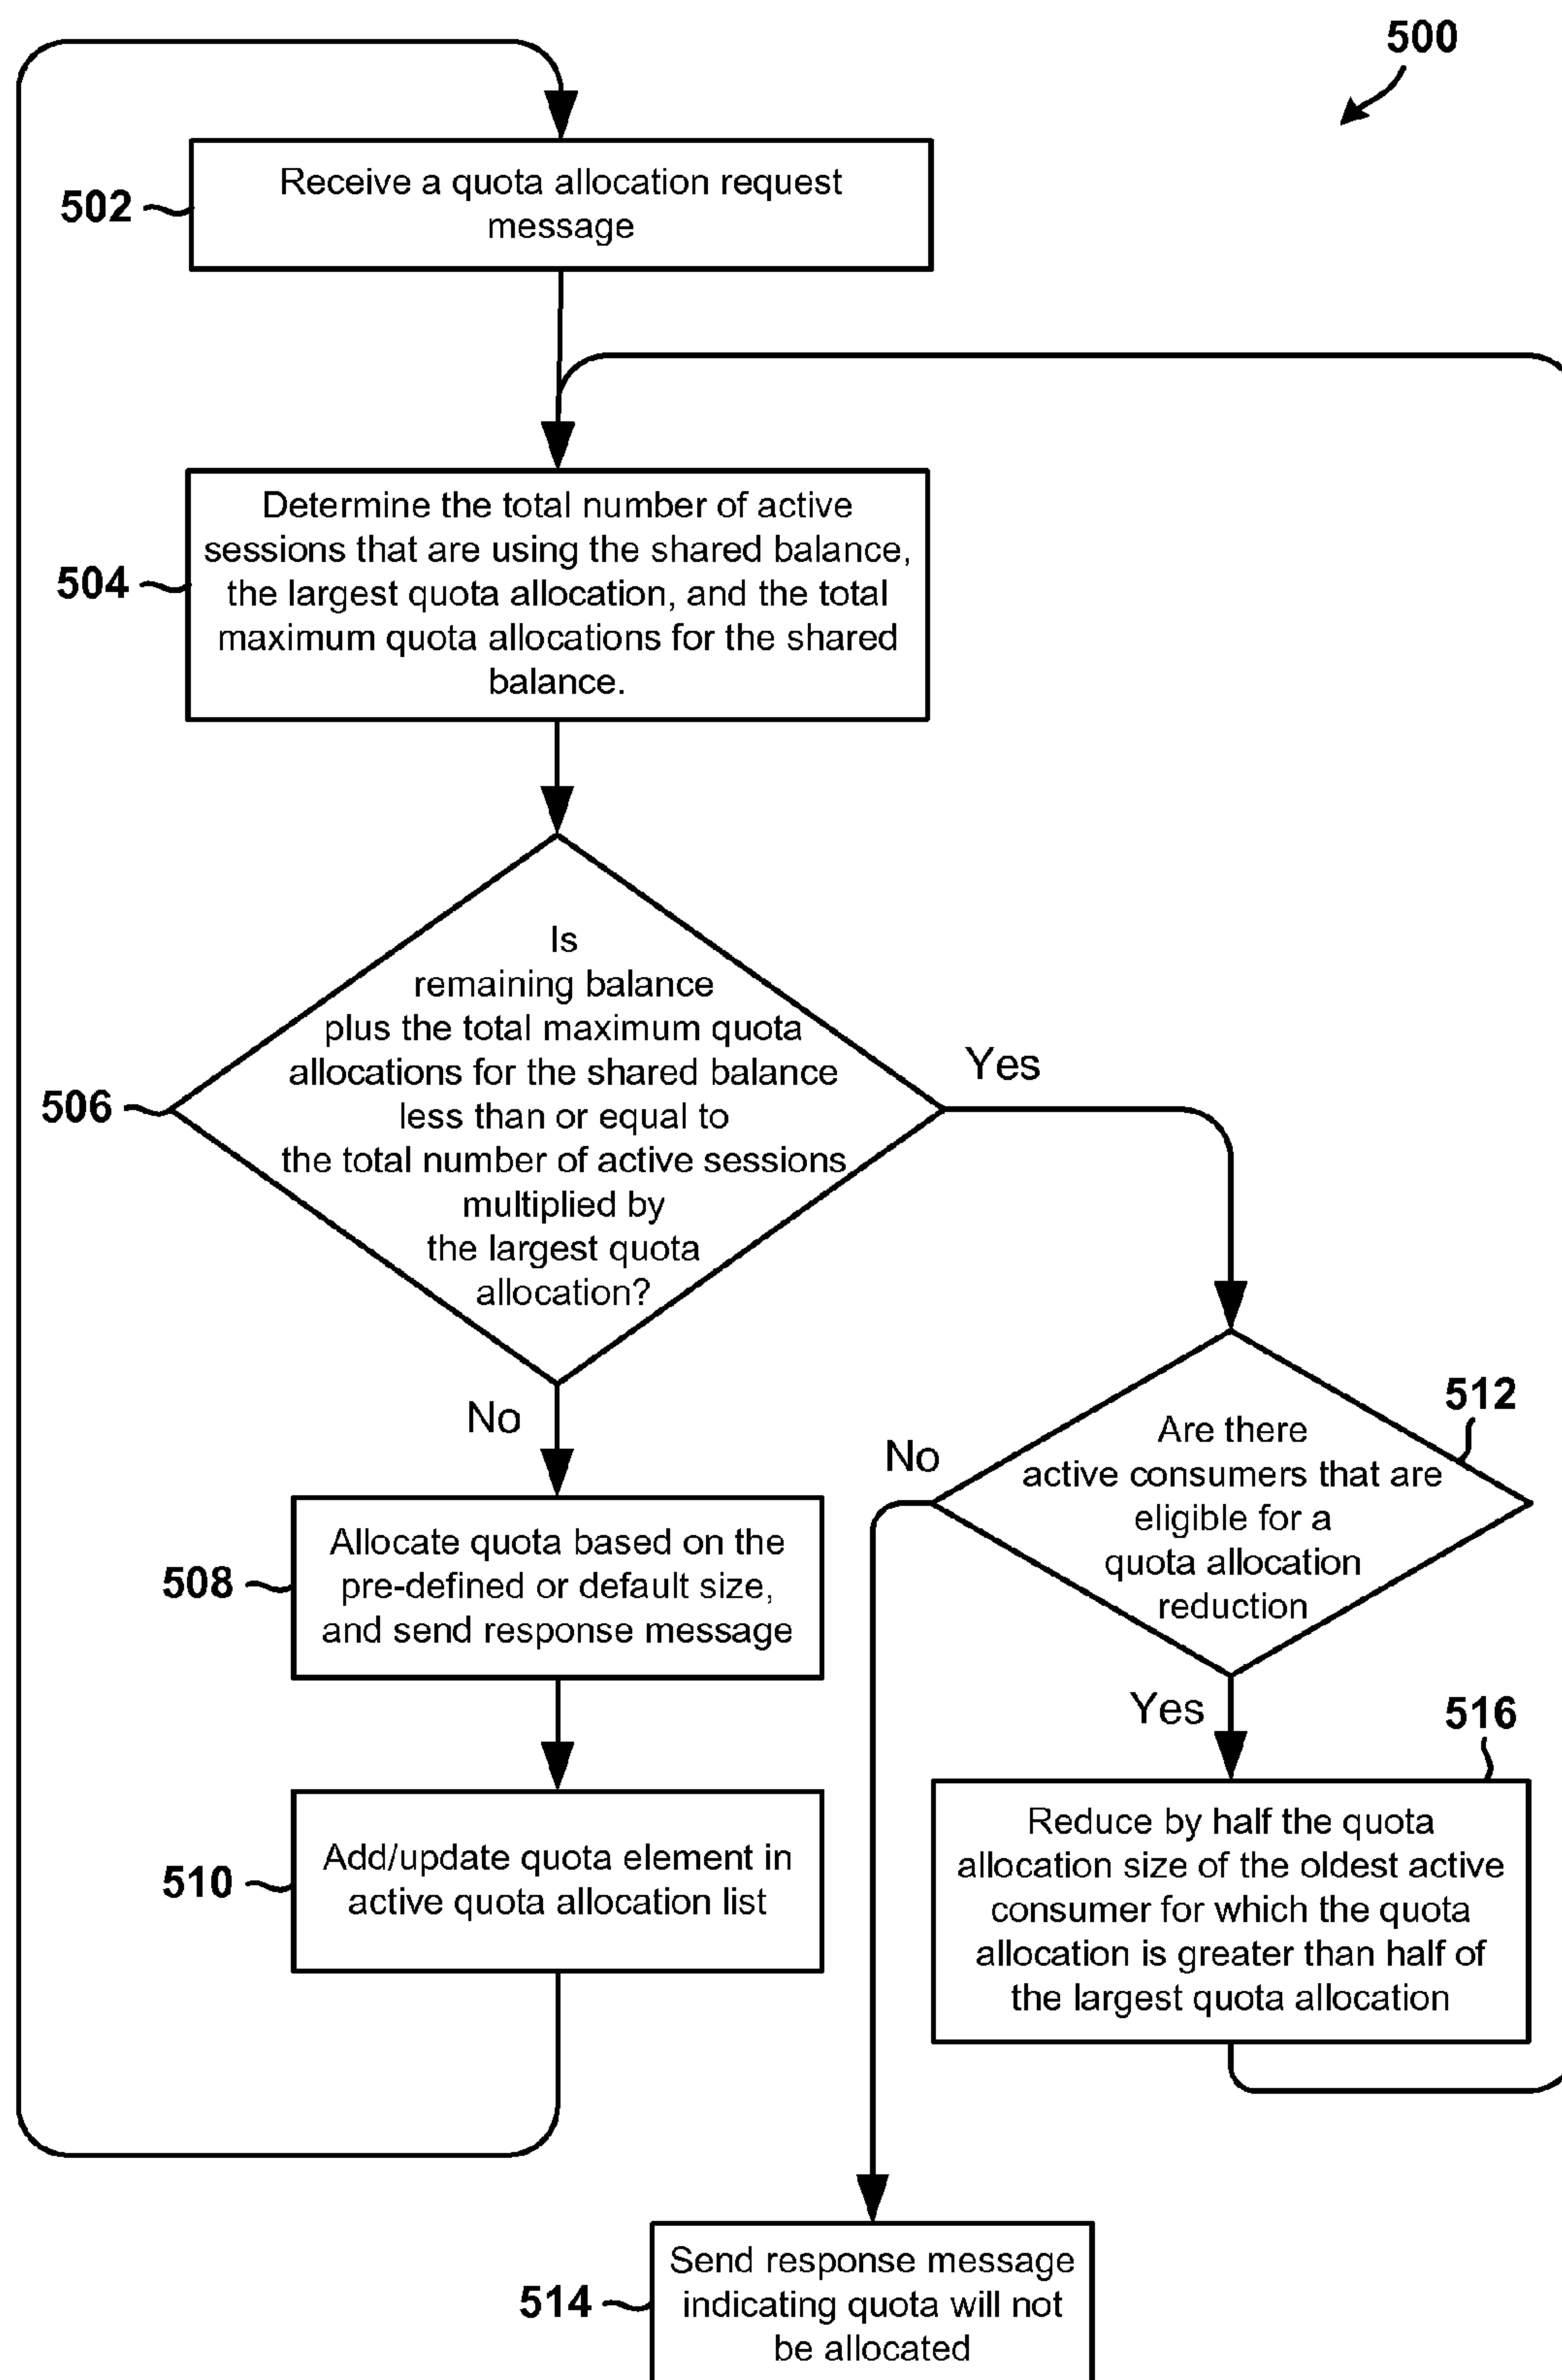 500
502
Receive a quota allocation request
message
504
Determine the total number of active
sessions that are using the shared balance,
the largest quota allocation, and the total
maximum quota allocations for the shared
balance.
506
Is
remaining balance
plus the total maximum quota
allocations for the shared balance
less than or equal to
the total number of active sessions
multiplied by
the largest quota
allocation?
Yes
No
508
Allocate quota based on the
pre-defined or default size,
and send response message
510
Add/update quota element in
active quota allocation list
512
Are there
active consumers that are
eligible for a
quota allocation
reduction
No
Yes
516
Reduce by half the quota
allocation size of the oldest active
consumer for which the quota
allocation is greater than half of
the largest quota allocation
514
Send response message
indicating quota will not
be allocated